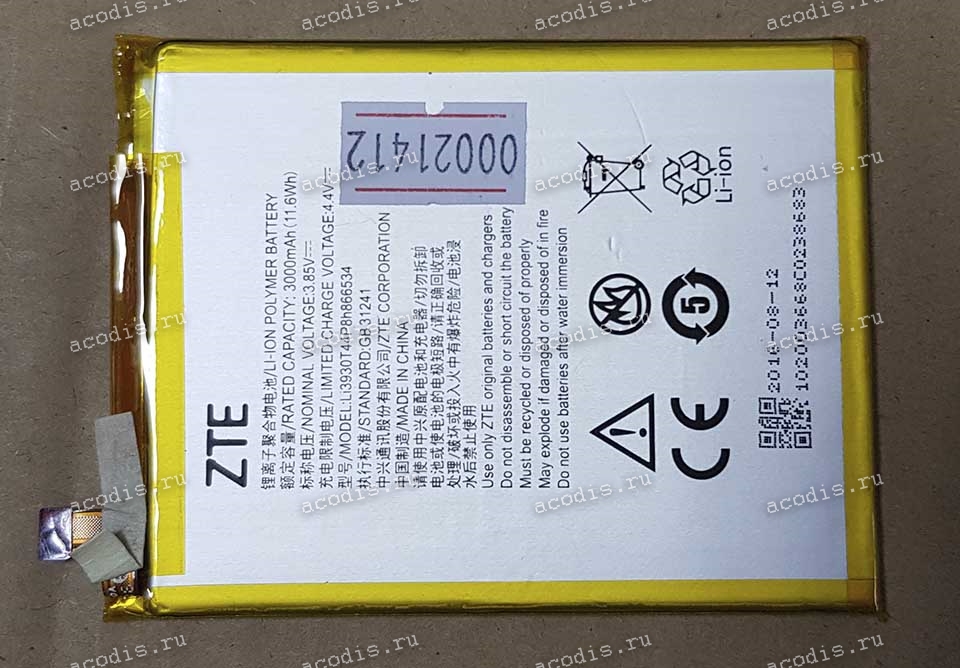 ZTE
锂离子聚合物电池/LI-ION POLYMER BATTERY
额定容量/RATED CAPACITY: 3000mAh(11.6Wh)
标称电压/NOMINAL VOLTAGE:3.85V
充电限制电压/LIMITED CHARGE VOLTAGE:4.4V
型号/MODEL:Li3930T44P8h866534
执行标准/STANDARD:GB31241
中兴通讯股份有限公司/ZTE CORPORATION
中国制造/MADE IN CHINA
请使用中兴原配电池和充电器/切勿拆卸
电池或使电池的电极短路/请正确回收或
处理/破坏或投入火中有爆炸危险/电池浸
水后禁止使用
Use only ZTE original batteries and chargers
Do not disassemble or short circuit the battery
Must be recycled or disposed of properly
May explode if damaged or disposed of in fire
Do not use batteries after water immersion
00021412
Li-ion
5
CE
2018-08-12
acodis.ru